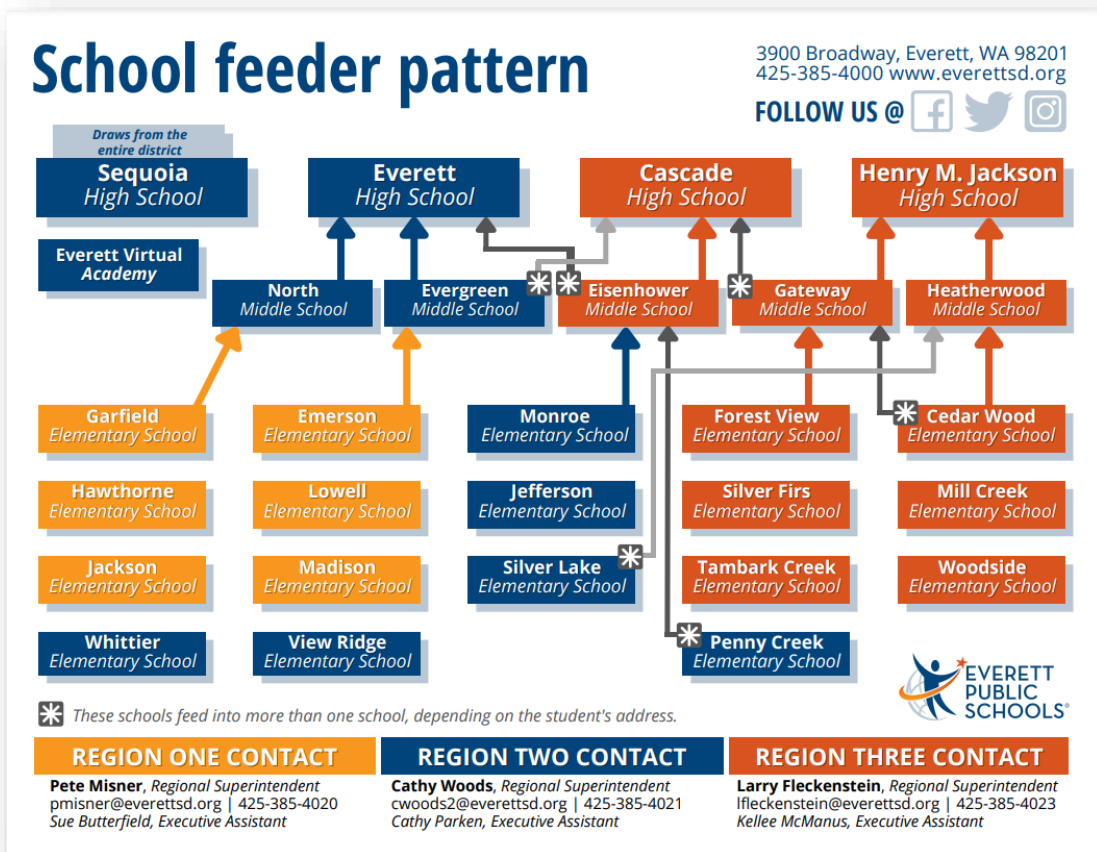 School feeder pattern
3900 Broadway, Everett, WA 98201
425-385-4000 www.everettsd.org
FOLLOW US @
Draws from the
entire district
Sequoia
High School
Everett
High School
Cascade
High School
Henry M. Jackson
High School
Everett Virtual
Academy
North
Middle School
Evergreen
Middle School
Eisenhower
Middle School
Gateway
Middle School
Heatherwood
Middle School
Garfield
Elementary School
Emerson
Elementary School
Monroe
Elementary School
Forest View
Elementary School
Cedar Wood
Elementary School
Hawthorne
Elementary School
Lowell
Elementary School
Jefferson
Elementary School
Silver Firs
Elementary School
Mill Creek
Elementary School
Jackson
Elementary School
Madison
Elementary School
Silver Lake
Elementary School
Tambark Creek
Elementary School
Woodside
Elementary School
Whittier
Elementary School
View Ridge
Elementary School
Penny Creek
Elementary School
EVERETT
PUBLIC
SCHOOLS®
These schools feed into more than one school, depending on the student's address.
REGION ONE CONTACT
Pete Misner, Regional Superintendent
pmisner@everettsd.org | 425-385-4020
Sue Butterfield, Executive Assistant
REGION TWO CONTACT
Cathy Woods, Regional Superintendent
cwoods2@everettsd.org | 425-385-4021
Cathy Parken, Executive Assistant
REGION THREE CONTACT
Larry Fleckenstein, Regional Superintendent
lfleckenstein@everettsd.org | 425-385-4023
Kellee McManus, Executive Assistant